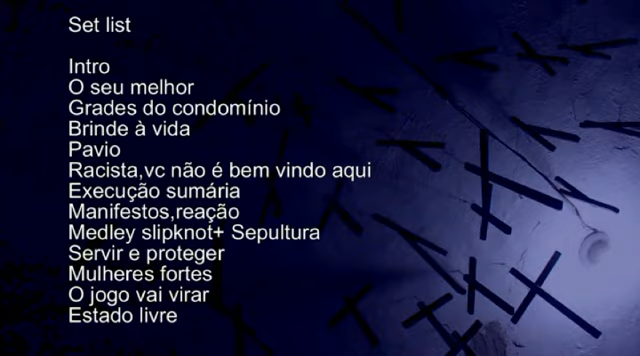 Set list
Intro
O seu melhor
Grades do condomínio
Brinde à vida
Pavio
Racista,vc não é bem vindo aqui
Execução sumária
Manifestos,reação
Medley slipknot+ Sepultura
Servir e proteger
Mulheres fortes
O jogo vai virar
Estado livre